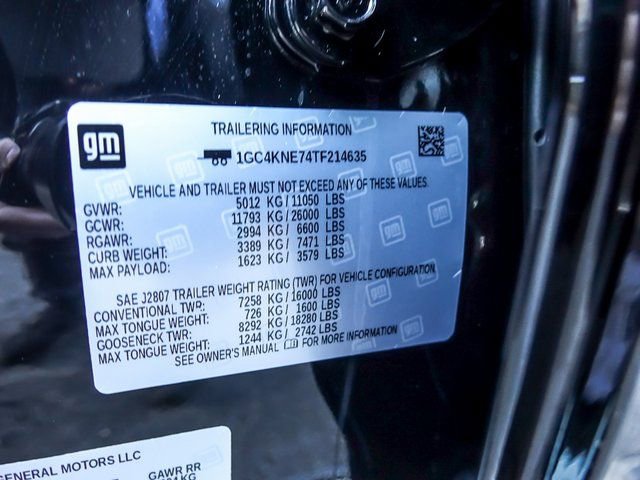 gm
TRAILERING INFORMATION
1GC4KNE74TF214635
VEHICLE AND TRAILER MUST NOT EXCEED ANY OF THESE VALUES.
GVWR: 5012 KG / 11050 LBS
GCWR: 11793 KG / 26000 LBS
RGAWR: 2994 KG / 6600 LBS
CURB WEIGHT: 3389 KG / 7471 LBS
MAX PAYLOAD: 1623 KG / 3579 LBS
SAE J2807 TRAILER WEIGHT RATING (TWR) FOR VEHICLE CONFIGURATION.
CONVENTIONAL TWR: 7258 KG / 16000 LBS
MAX TONGUE WEIGHT: 726 KG / 1600 LBS
GOOSENECK TWR: 8292 KG / 18280 LBS
MAX TONGUE WEIGHT: 1244 KG / 2742 LBS
SEE OWNER'S MANUAL FOR MORE INFORMATION
GENERAL MOTORS LLC
GAWR RR